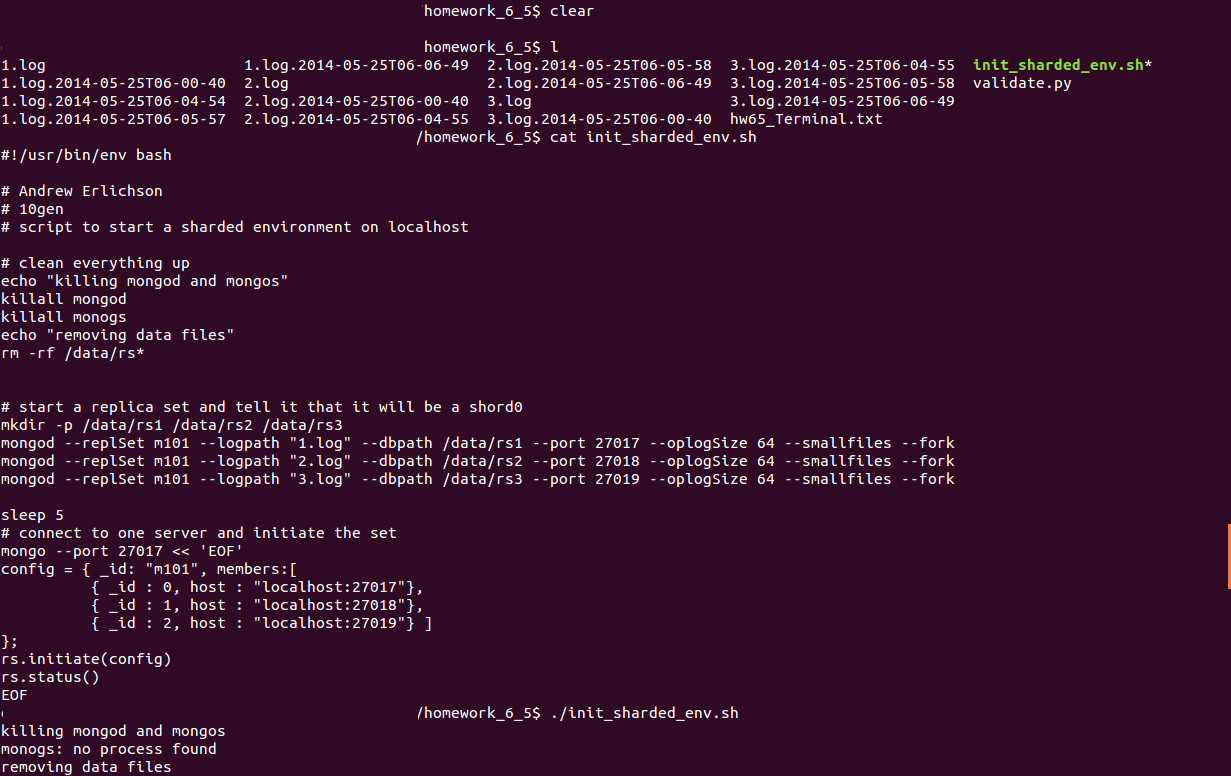 homework_6_5$ clear
homework_6_5$ l
1.log                     1.log.2014-05-25T06-06-49  2.log.2014-05-25T06-05-58  3.log.2014-05-25T06-04-55  init_sharded_env.sh*
1.log.2014-05-25T06-00-40  2.log                      2.log.2014-05-25T06-06-49  3.log.2014-05-25T06-05-58  validate.py
1.log.2014-05-25T06-04-54  2.log.2014-05-25T06-00-40  3.log                      3.log.2014-05-25T06-06-49
1.log.2014-05-25T06-05-57  2.log.2014-05-25T06-04-55  3.log.2014-05-25T06-00-40  hw65_Terminal.txt
/homework_6_5$ cat init_sharded_env.sh
#!/usr/bin/env bash

# Andrew Erlichson
# 10gen
# script to start a sharded environment on localhost

# clean everything up
echo "killing mongod and mongos"
killall mongod
killall monogs
echo "removing data files"
rm -rf /data/rs*

# start a replica set and tell it that it will be a shord0
mkdir -p /data/rs1 /data/rs2 /data/rs3
mongod --replSet m101 --logpath "1.log" --dbpath /data/rs1 --port 27017 --oplogSize 64 --smallfiles --fork
mongod --replSet m101 --logpath "2.log" --dbpath /data/rs2 --port 27018 --oplogSize 64 --smallfiles --fork
mongod --replSet m101 --logpath "3.log" --dbpath /data/rs3 --port 27019 --oplogSize 64 --smallfiles --fork

sleep 5
# connect to one server and initiate the set
mongo --port 27017 << 'EOF'
config = { _id: "m101", members:[
          { _id : 0, host : "localhost:27017"},
          { _id : 1, host : "localhost:27018"},
          { _id : 2, host : "localhost:27019"} ]
};
rs.initiate(config)
rs.status()
EOF
/homework_6_5$ ./init_sharded_env.sh
killing mongod and mongos
monogs: no process found
removing data files